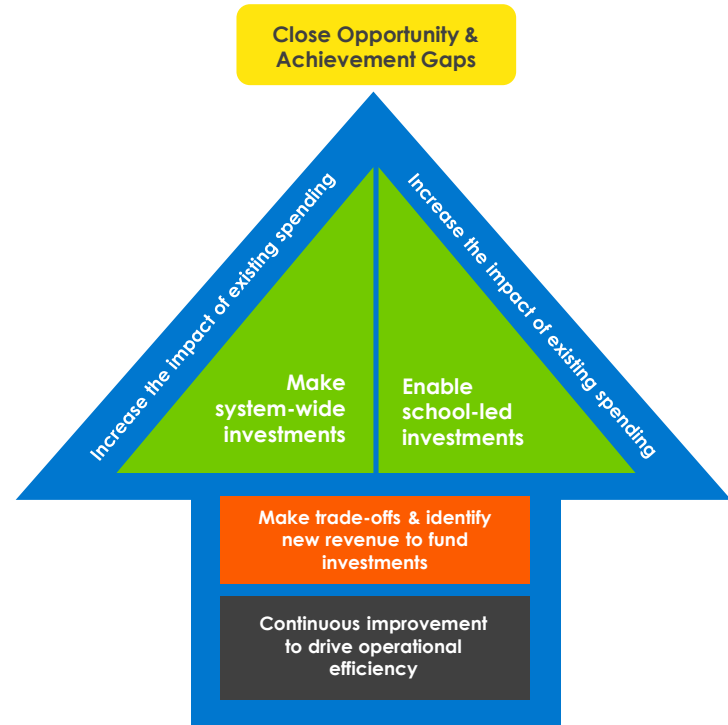 Close Opportunity &
Achievement Gaps
Increase the impact of existing spending
Increase the impact of existing spending
Make
system-wide
investments
Enable
school-led
investments
Make trade-offs & identify
new revenue to fund
investments
Continuous improvement
to drive operational
efficiency